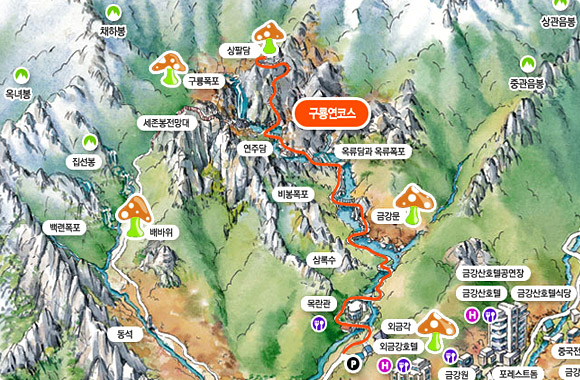 채하봉
상관음봉
상팔담
중관음봉
구룡폭포
옥녀봉
구룡연코스
세존봉전망대
연주담
옥류담과 옥류폭포
집선봉
비봉폭포
금강문
백련폭포
배바위
삼록수
금강산호텔공연장
금강산호텔
금강산호텔식당
목란관
외금각
H
동석
외금강호텔
중국전
P
H
금강원
포레스트돔
금강